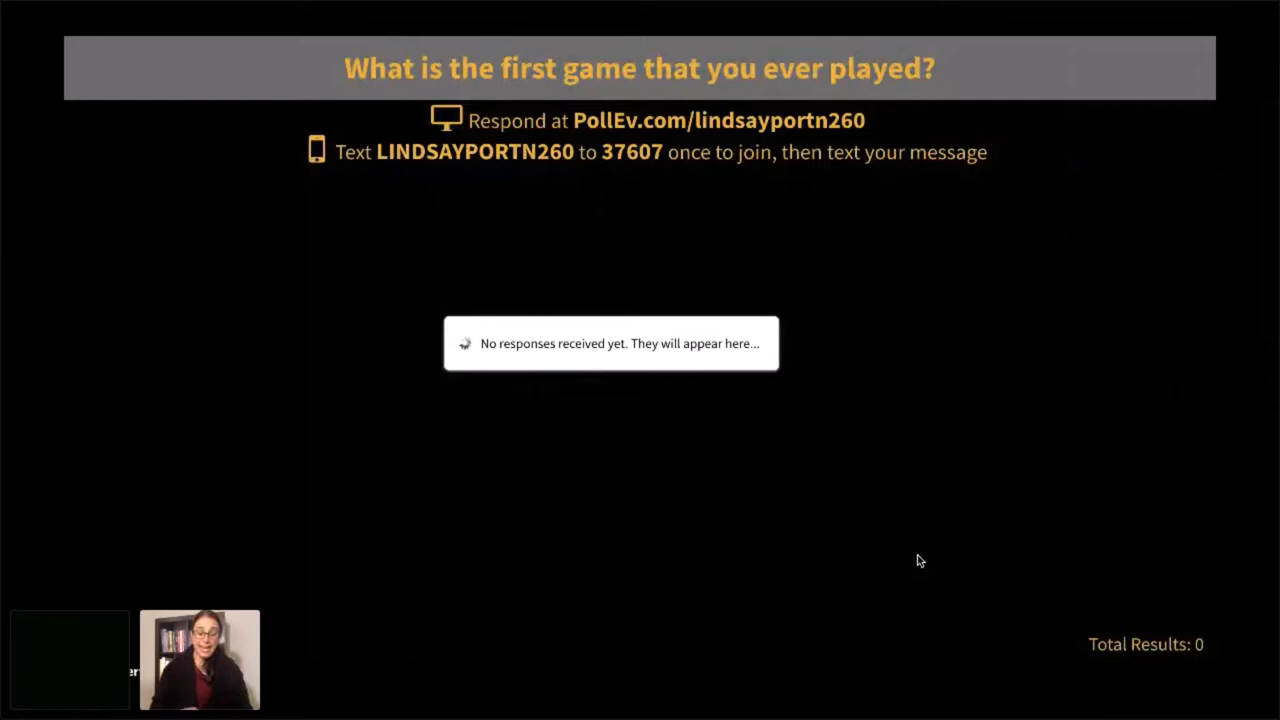 What is the first game that you ever played?
Respond at PollEv.com/lindsayportn260
Text LINDSAYPORTN260 to 37607 once to join, then text your message
No responses received yet. They will appear here...
Total Results: 0